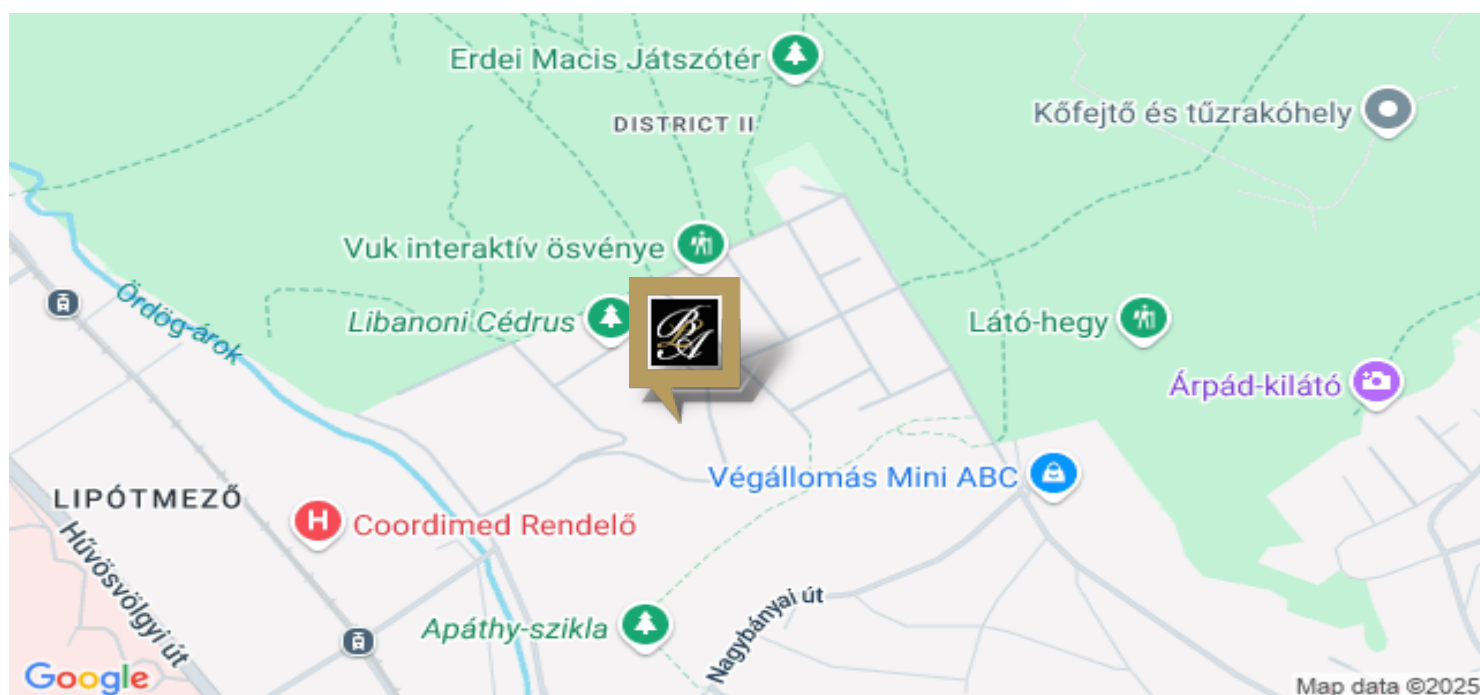 Erdei Macis Játszótér
DISTRICT II
Kőfejtő és tűzrakóhely
Vuk interaktív ösvénye
Ördög-árok
Libanoni Cédrus
BLA
Látó-hegy
Árpád-kilátó
Végállomás Mini ABC
LIPÓTMEZŐ
H
Coordimed Rendelő
Hűvösvölgyi út
Apáthy-szikla
Nagybányai út
Google
Map data ©2025